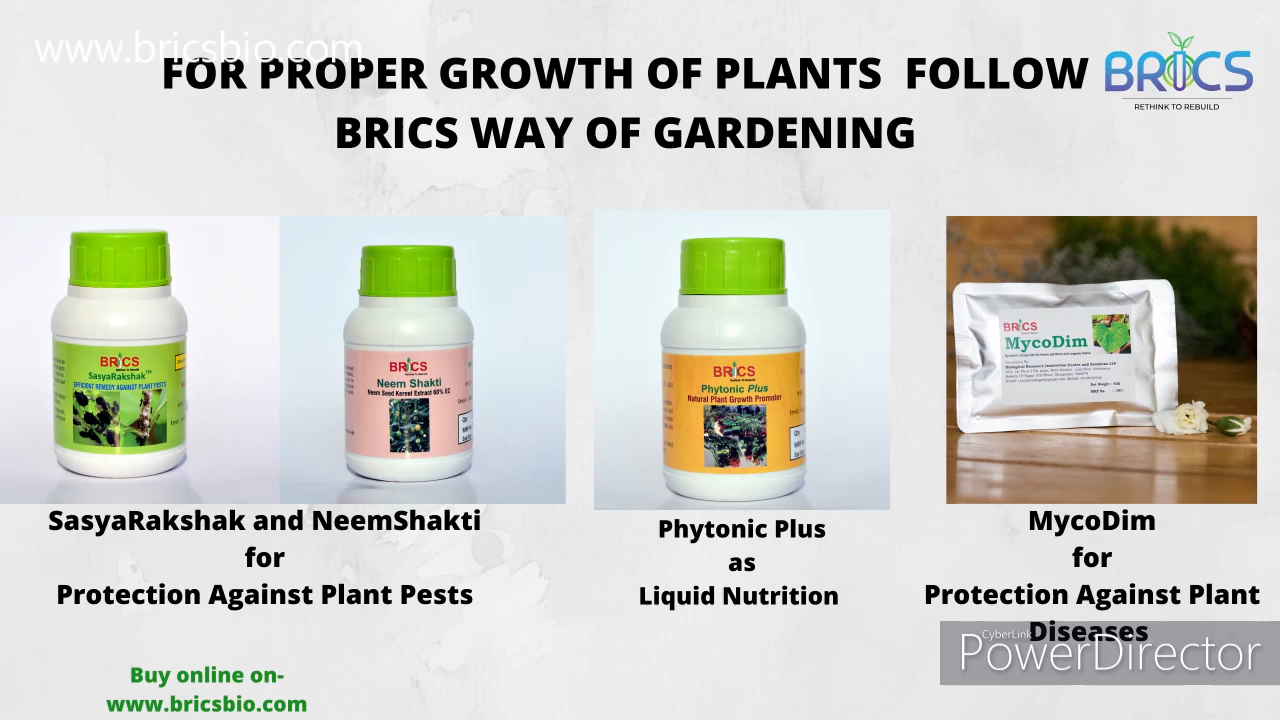 www.bricsbio.com
FOR PROPER GROWTH OF PLANTS FOLLOW
BRICS WAY OF GARDENING
BRICS
RETHINK TO REBUILD
BRICS
SasyaRakshak™
EFFICIENT REMEDY AGAINST PLANT PESTS
BRICS
Neem Shakti
Neem Seed Kernel Extract 60% EC
BRICS
Phytonic Plus
Natural Plant Growth Promoter
BRICS
MycoDim
SasyaRakshak and NeemShakti
for
Protection Against Plant Pests
Phytonic Plus
as
Liquid Nutrition
MycoDim
for
Protection Against Plant
Diseases
CyberLink
PowerDirector
Buy online on-
www.bricsbio.com